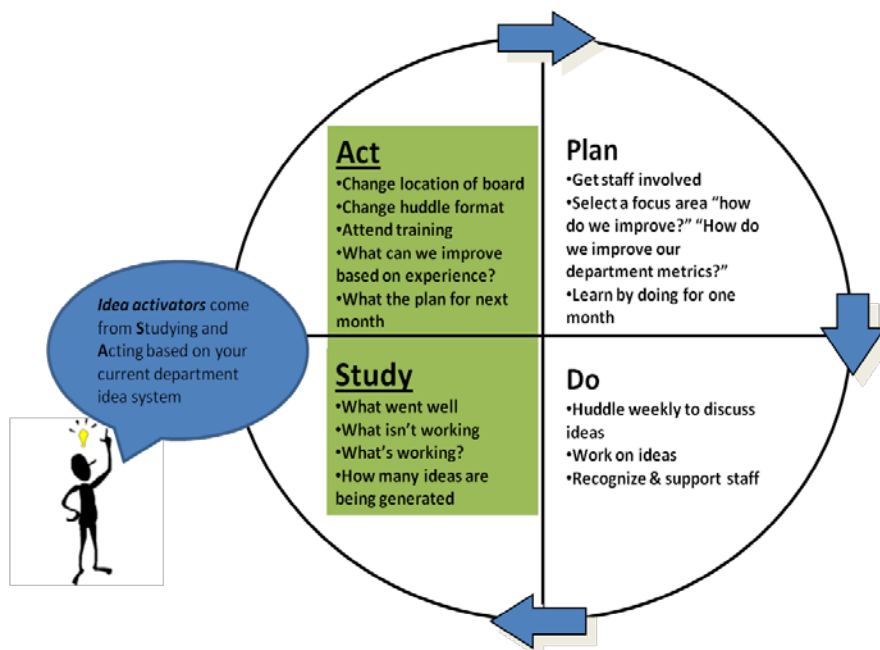 Act
•Change location of board
•Change huddle format
•Attend training
•What can we improve
based on experience?
•What the plan for next
month
Plan
•Get staff involved
•Select a focus area “how
do we improve?” “How do
we improve our
department metrics?”
•Learn by doing for one
month
Idea activators come
from Studying and
Acting based on your
current department
idea system
Study
•What went well
•What isn’t working
•What’s working?
•How many ideas are
being generated
Do
•Huddle weekly to discuss
ideas
•Work on ideas
•Recognize & support staff